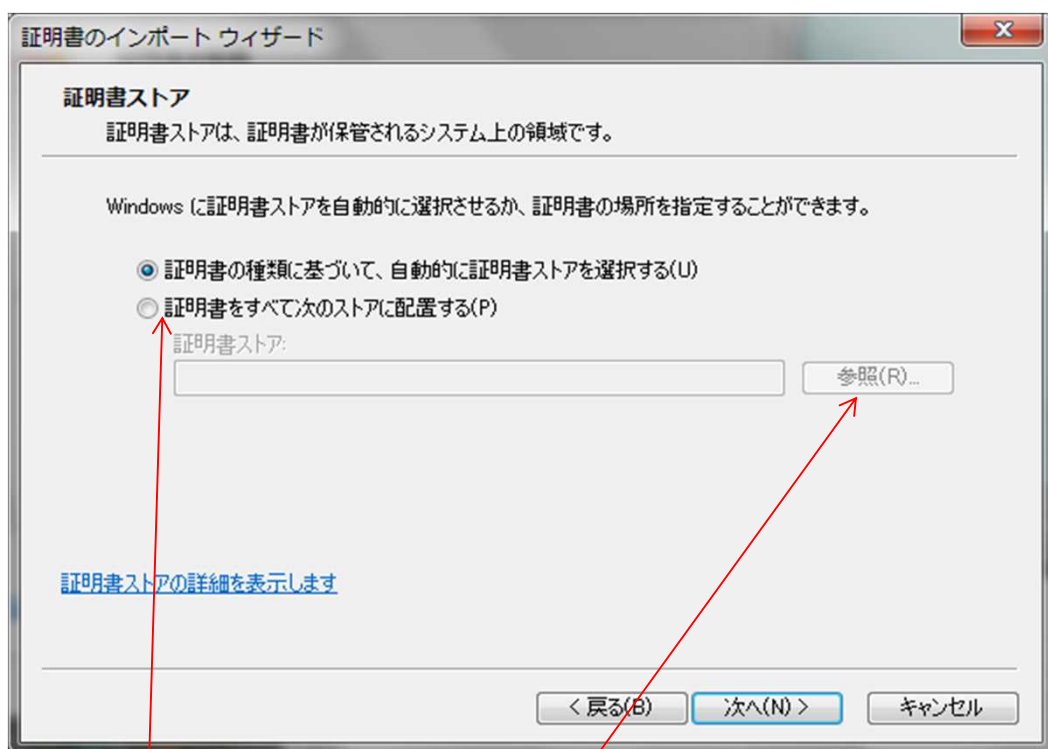 証明書のインポート ウィザード
証明書ストア
証明書ストアは、証明書が保管されるシステム上の領域です。
Windows に証明書ストアを自動的に選択させるか、証明書の場所を指定することができます。
証明書の種類に基づいて、自動的に証明書ストアを選択する(U)
証明書をすべて次のストアに配置する(P)
証明書ストア:
参照(R)...
証明書ストアの詳細を表示します
< 戻る(B)
次へ(N) >
キャンセル